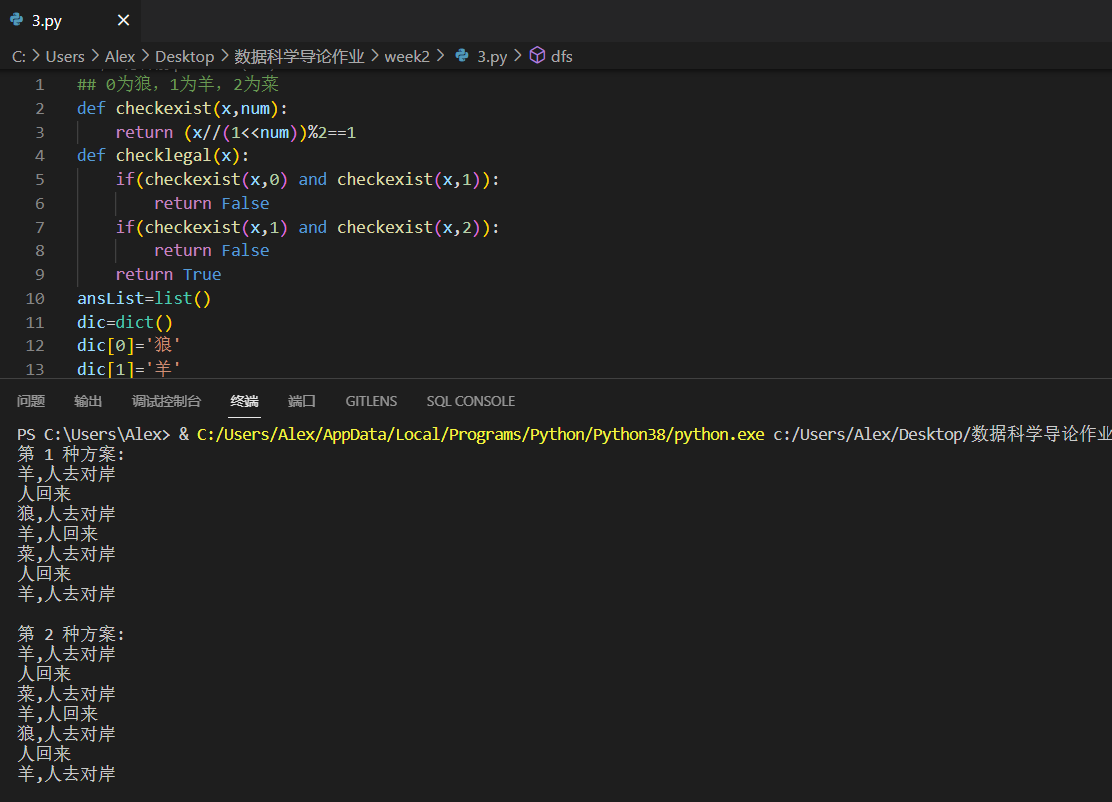 3.py
C: > Users > Alex > Desktop > 数据科学导论作业 > week2 > 3.py > dfs
1 ## 0为狼，1为羊，2为菜
2 def checkexist(x,num):
3 return (x//(1<<num))%2==1
4 def checklegal(x):
5 if(checkexist(x,0) and checkexist(x,1)):
6 return False
7 if(checkexist(x,1) and checkexist(x,2)):
8 return False
9 return True
10 ansList=list()
11 dic=dict()
12 dic[0]='狼'
13 dic[1]='羊'
问题 输出 调试控制台 终端 端口 GITLENS SQL CONSOLE
PS C:\Users\Alex> & C:/Users/Alex/AppData/Local/Programs/Python/Python38/python.exe c:/Users/Alex/Desktop/数据科学导论作业
第 1 种方案:
羊,人去对岸
人回来
狼,人去对岸
羊,人回来
菜,人去对岸
人回来
羊,人去对岸
第 2 种方案:
羊,人去对岸
人回来
菜,人去对岸
羊,人回来
狼,人去对岸
人回来
羊,人去对岸